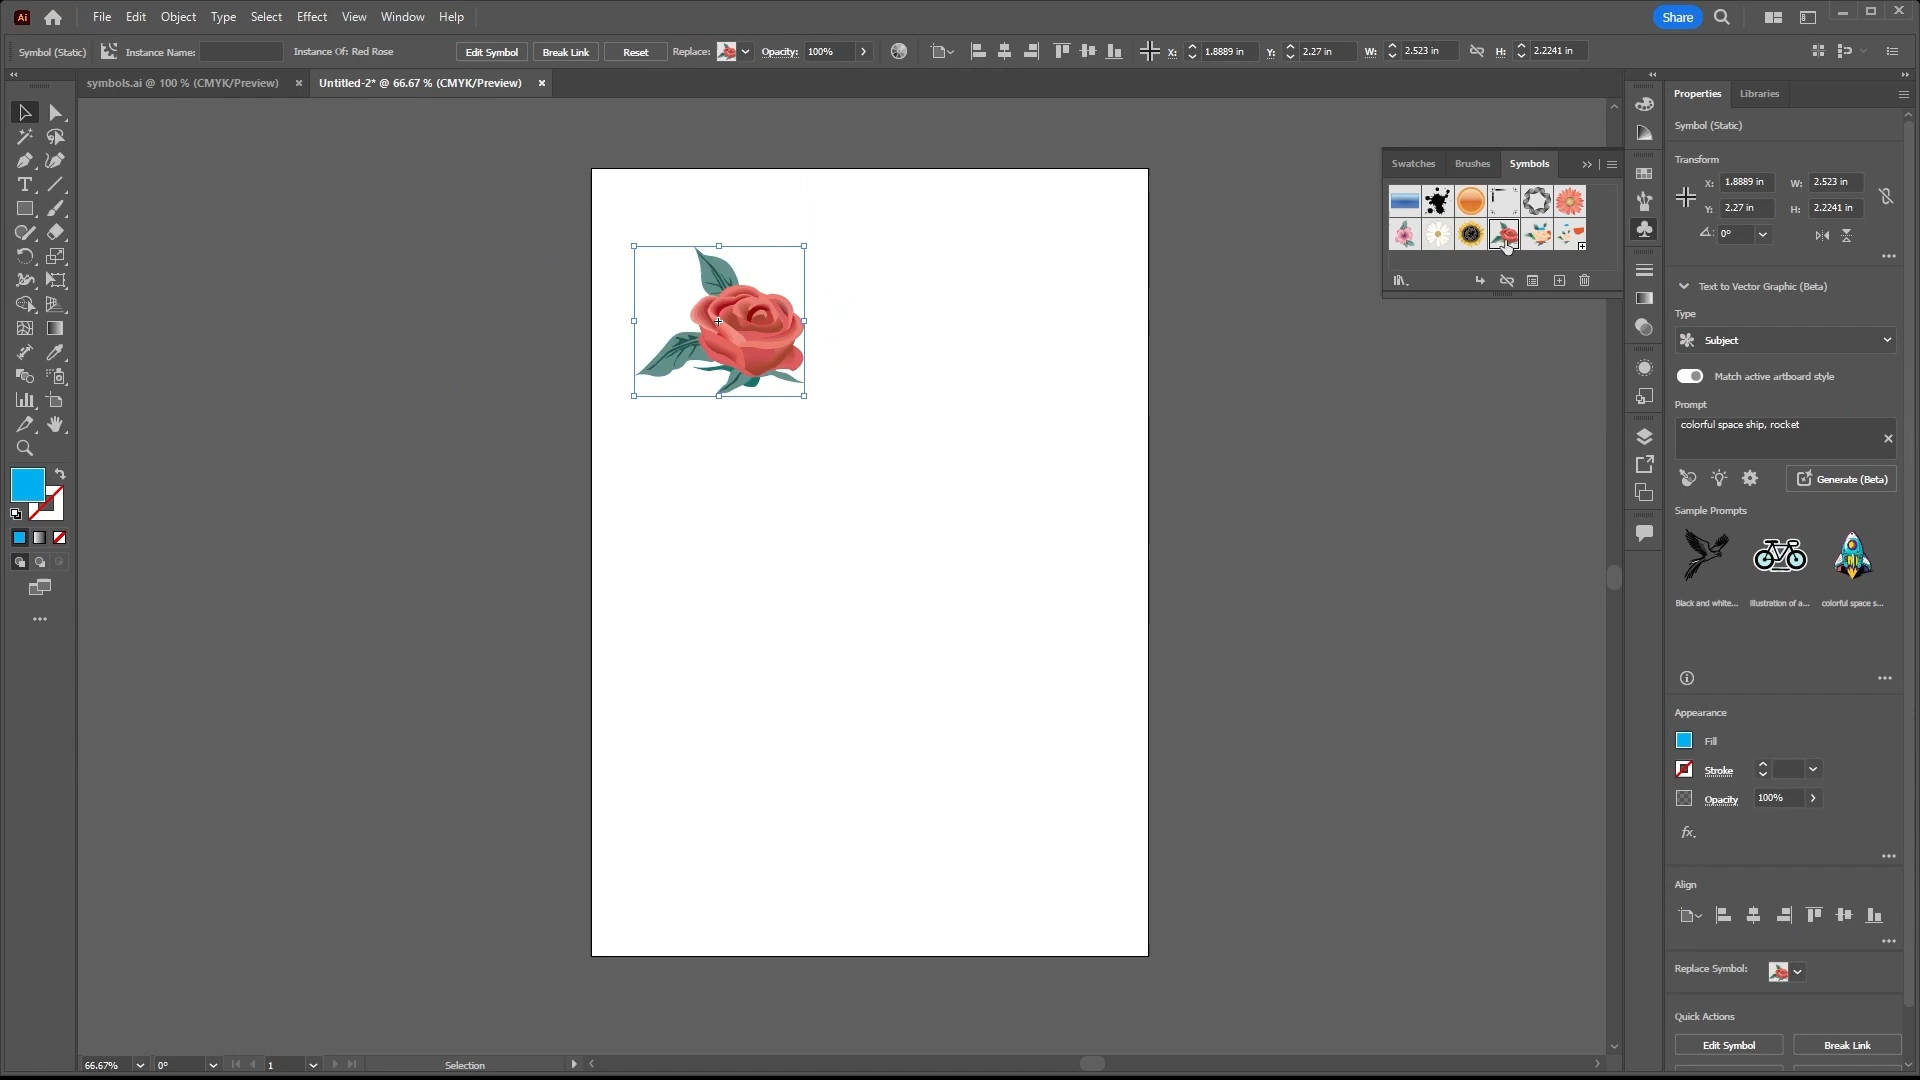 Ai File Edit Object Type Select Effect View Window Help Share
Symbol (Static) Instance Name: Instance Of: Red Rose Edit Symbol Break Link Reset Replace: Opacity: 100% X: 1.8889 in Y: 2.27 in W: 2.523 in H: 2.2241 in
symbols.ai @ 100 % (CMYK/Preview) × Untitled-2* @ 66.67 % (CMYK/Preview) ×
Properties Libraries
Symbol (Static)
Transform
X: 1.8889 in W: 2.523 in
Y: 2.27 in H: 2.2241 in
0°
Swatches Brushes Symbols
Text to Vector Graphic (Beta)
Type
Subject
Match active artboard style
Prompt
colorful space ship, rocket
Generate (Beta)
Sample Prompts
Black and white... Illustration of a... colorful space s...
Appearance
Fill
Stroke
Opacity 100%
fx.
Align
Replace Symbol:
Quick Actions
Edit Symbol Break Link
66.67% 0° 1 Selection